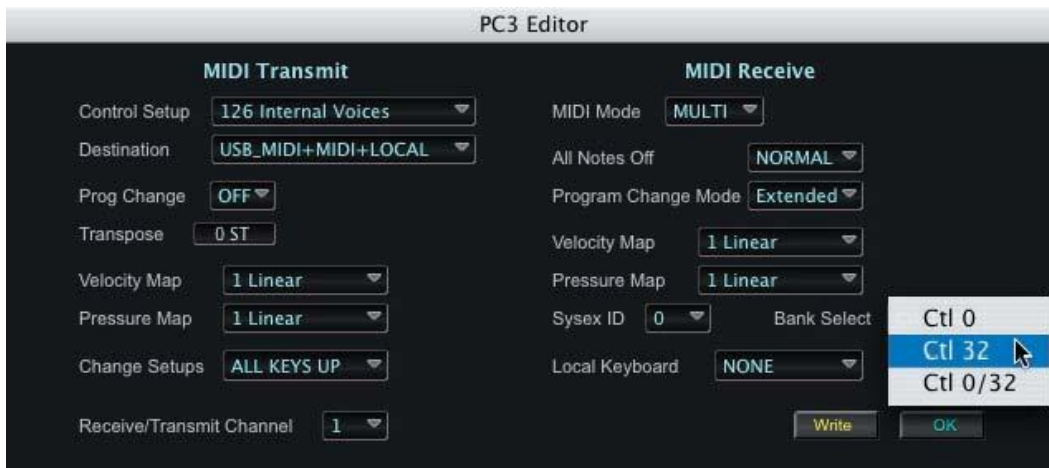 PC3 Editor
MIDI Transmit
Control Setup 126 Internal Voices
Destination USB_MIDI+MIDI+LOCAL
Prog Change OFF
Transpose 0 ST
Velocity Map 1 Linear
Pressure Map 1 Linear
Change Setups ALL KEYS UP
Receive/Transmit Channel 1
MIDI Receive
MIDI Mode MULTI
All Notes Off NORMAL
Program Change Mode Extended
Velocity Map 1 Linear
Pressure Map 1 Linear
Sysex ID 0 Bank Select
Ctl 0
Ctl 32
Ctl 0/32
Local Keyboard NONE
Write OK